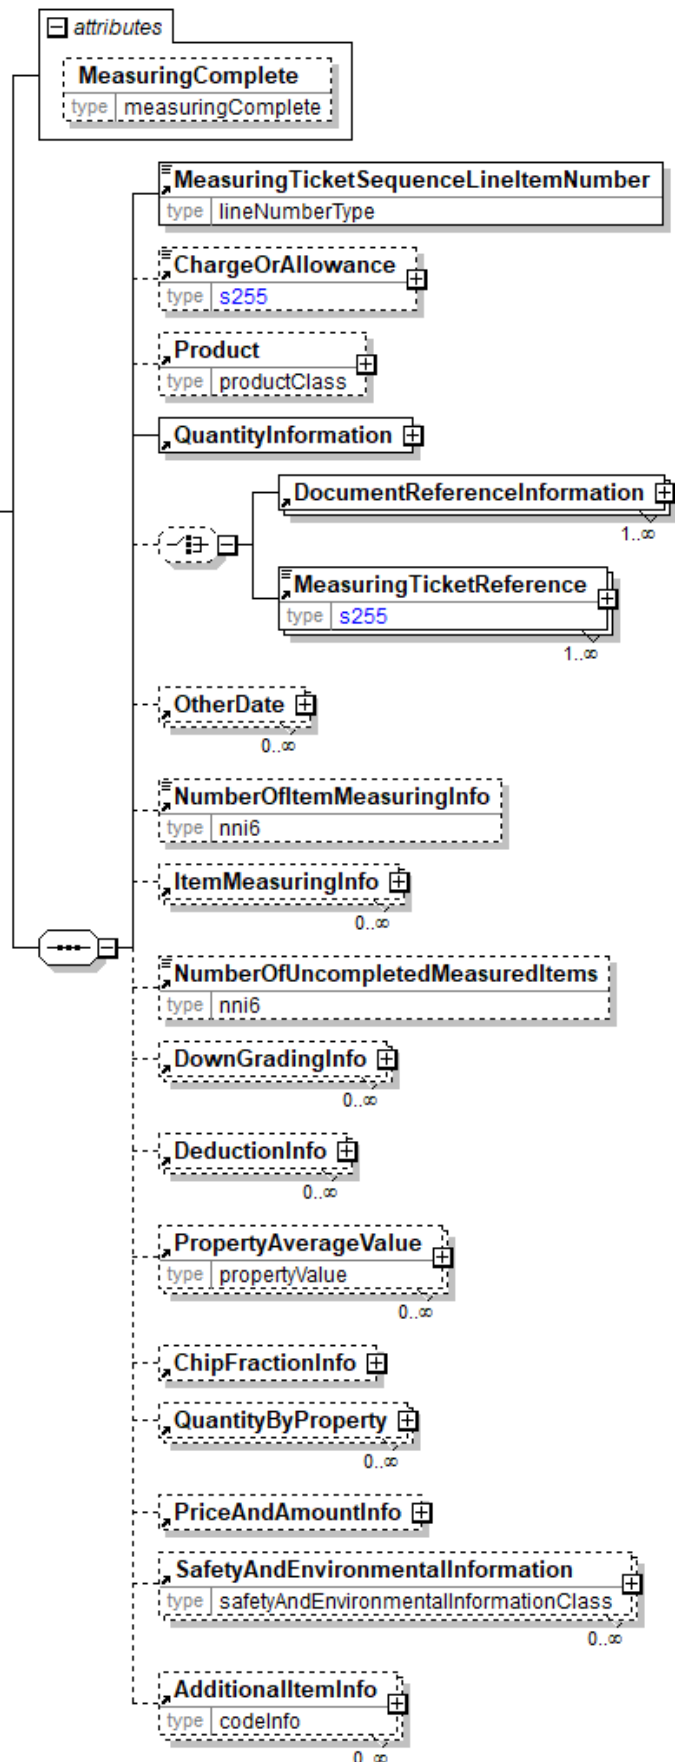 attributes
MeasuringComplete
type measuringComplete
MeasuringTicketSequenceLineItemNumber
type lineNumberType
ChargeOrAllowance
type s255
Product
type productClass
QuantityInformation
DocumentReferenceInformation
1..∞
MeasuringTicketReference
type s255
1..∞
OtherDate
0..∞
NumberOfItemMeasuringInfo
type nni6
ItemMeasuringInfo
0..∞
NumberOfUncompletedMeasuredItems
type nni6
DownGradingInfo
0..∞
DeductionInfo
0..∞
PropertyAverageValue
type propertyValue
0..∞
ChipFractionInfo
QuantityByProperty
0..∞
PriceAndAmountInfo
SafetyAndEnvironmentalInformation
type safetyAndEnvironmentalInformationClass
0..∞
AdditionalItemInfo
type codeInfo
0..∞